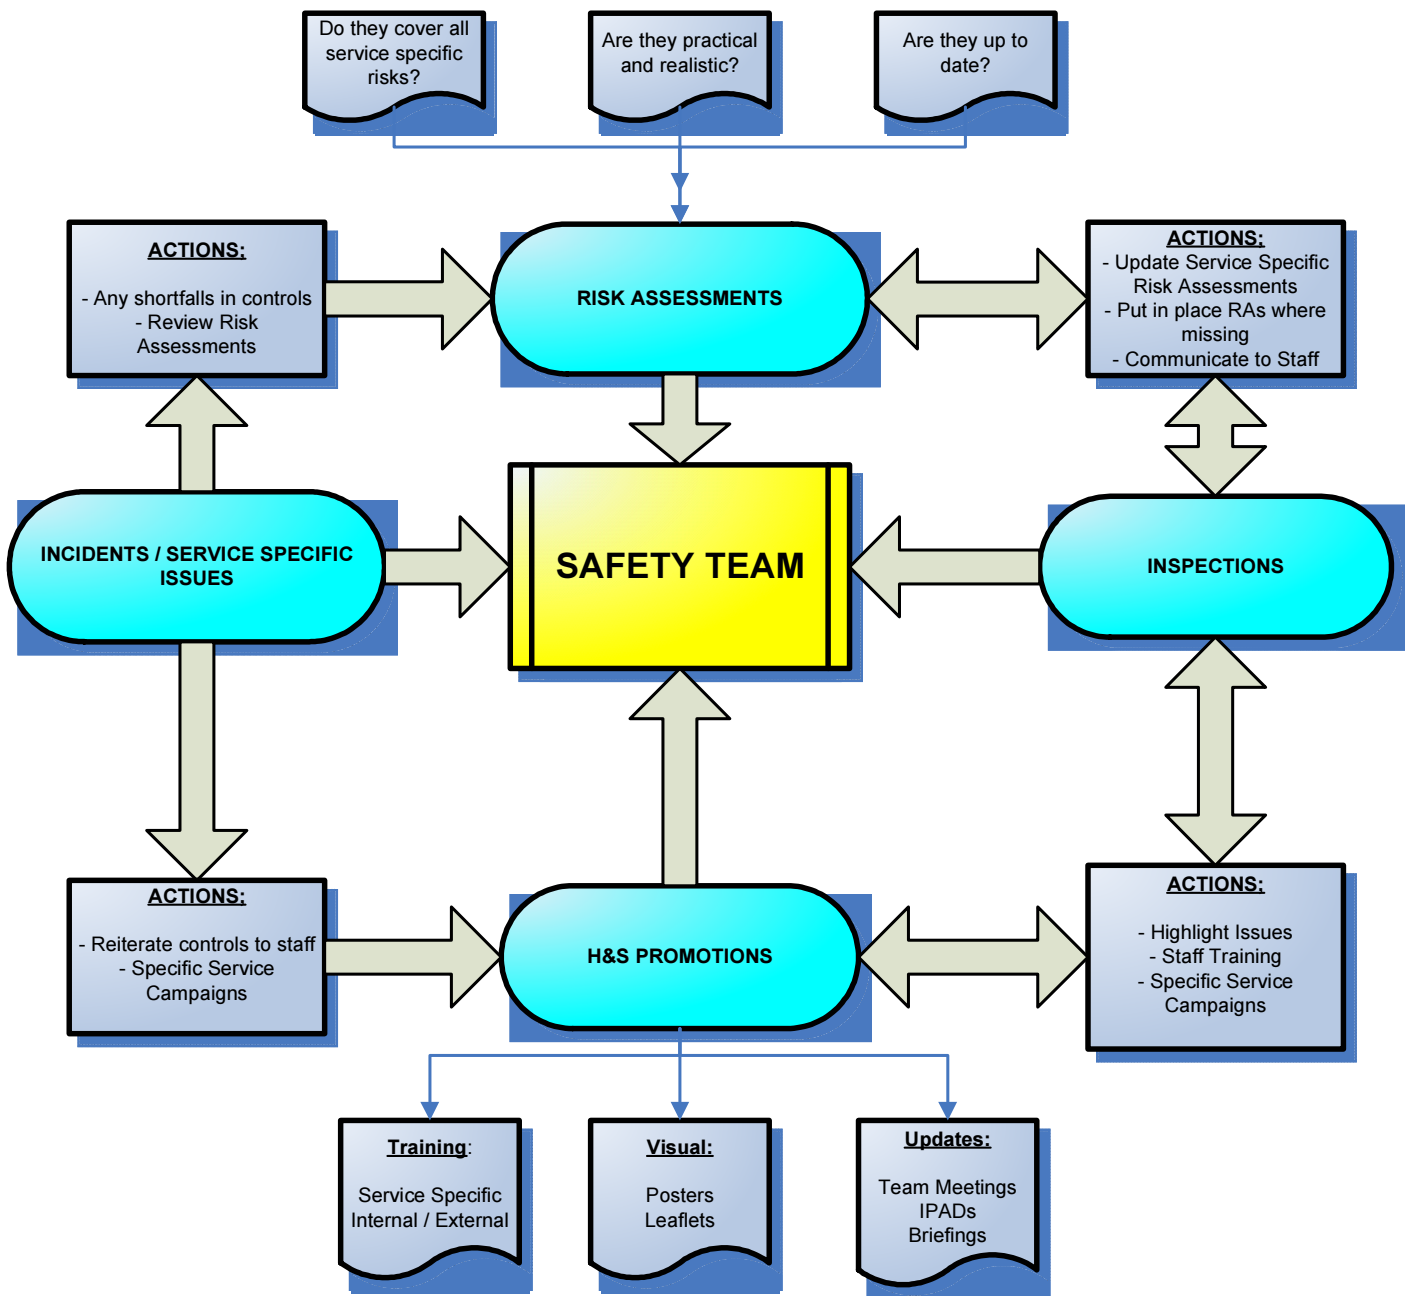 Do they cover all
service specific
risks?
Are they practical
and realistic?
Are they up to
date?
ACTIONS:
- Any shortfalls in controls
- Review Risk
Assessments
RISK ASSESSMENTS
ACTIONS:
- Update Service Specific
Risk Assessments
- Put in place RAs where
missing
- Communicate to Staff
INCIDENTS / SERVICE SPECIFIC
ISSUES
SAFETY TEAM
INSPECTIONS
ACTIONS:
- Reiterate controls to staff
- Specific Service
Campaigns
H&S PROMOTIONS
ACTIONS:
- Highlight Issues
- Staff Training
- Specific Service
Campaigns
Training:
Service Specific
Internal / External
Visual:
Posters
Leaflets
Updates:
Team Meetings
IPADs
Briefings